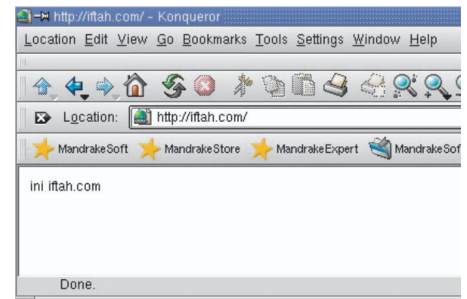 http://iftah.com/ - Konqueror
Location Edit View Go Bookmarks Tools Settings Window Help
Location: http://iftah.com/
MandrakeSoft MandrakeStore MandrakeExpert MandrakeSof
ini iftah.com
Done.